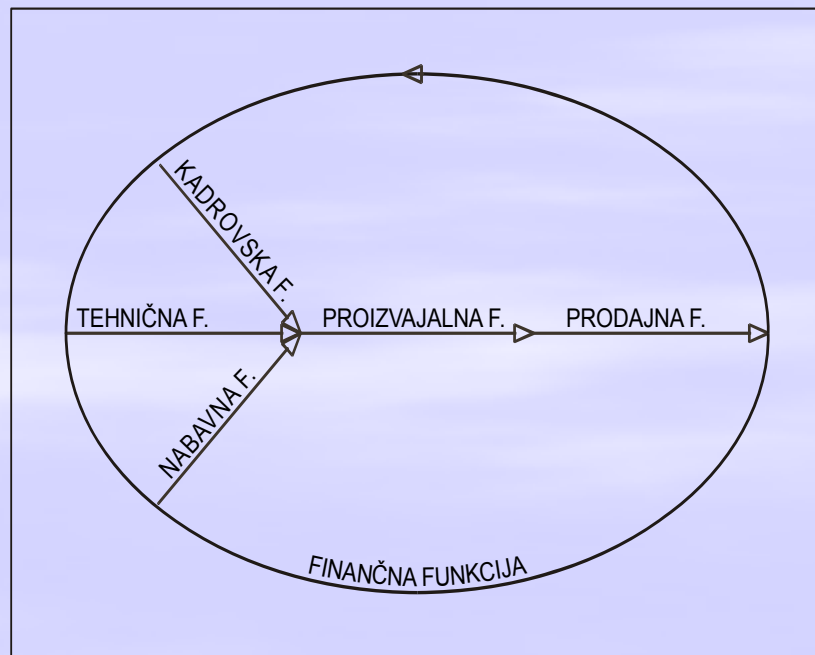 KADROVSKA F.
TEHNIČNA F.
PROIZVAJALNA F.
PRODAJNA F.
NABAVNA F.
FINANČNA FUNKCIJA